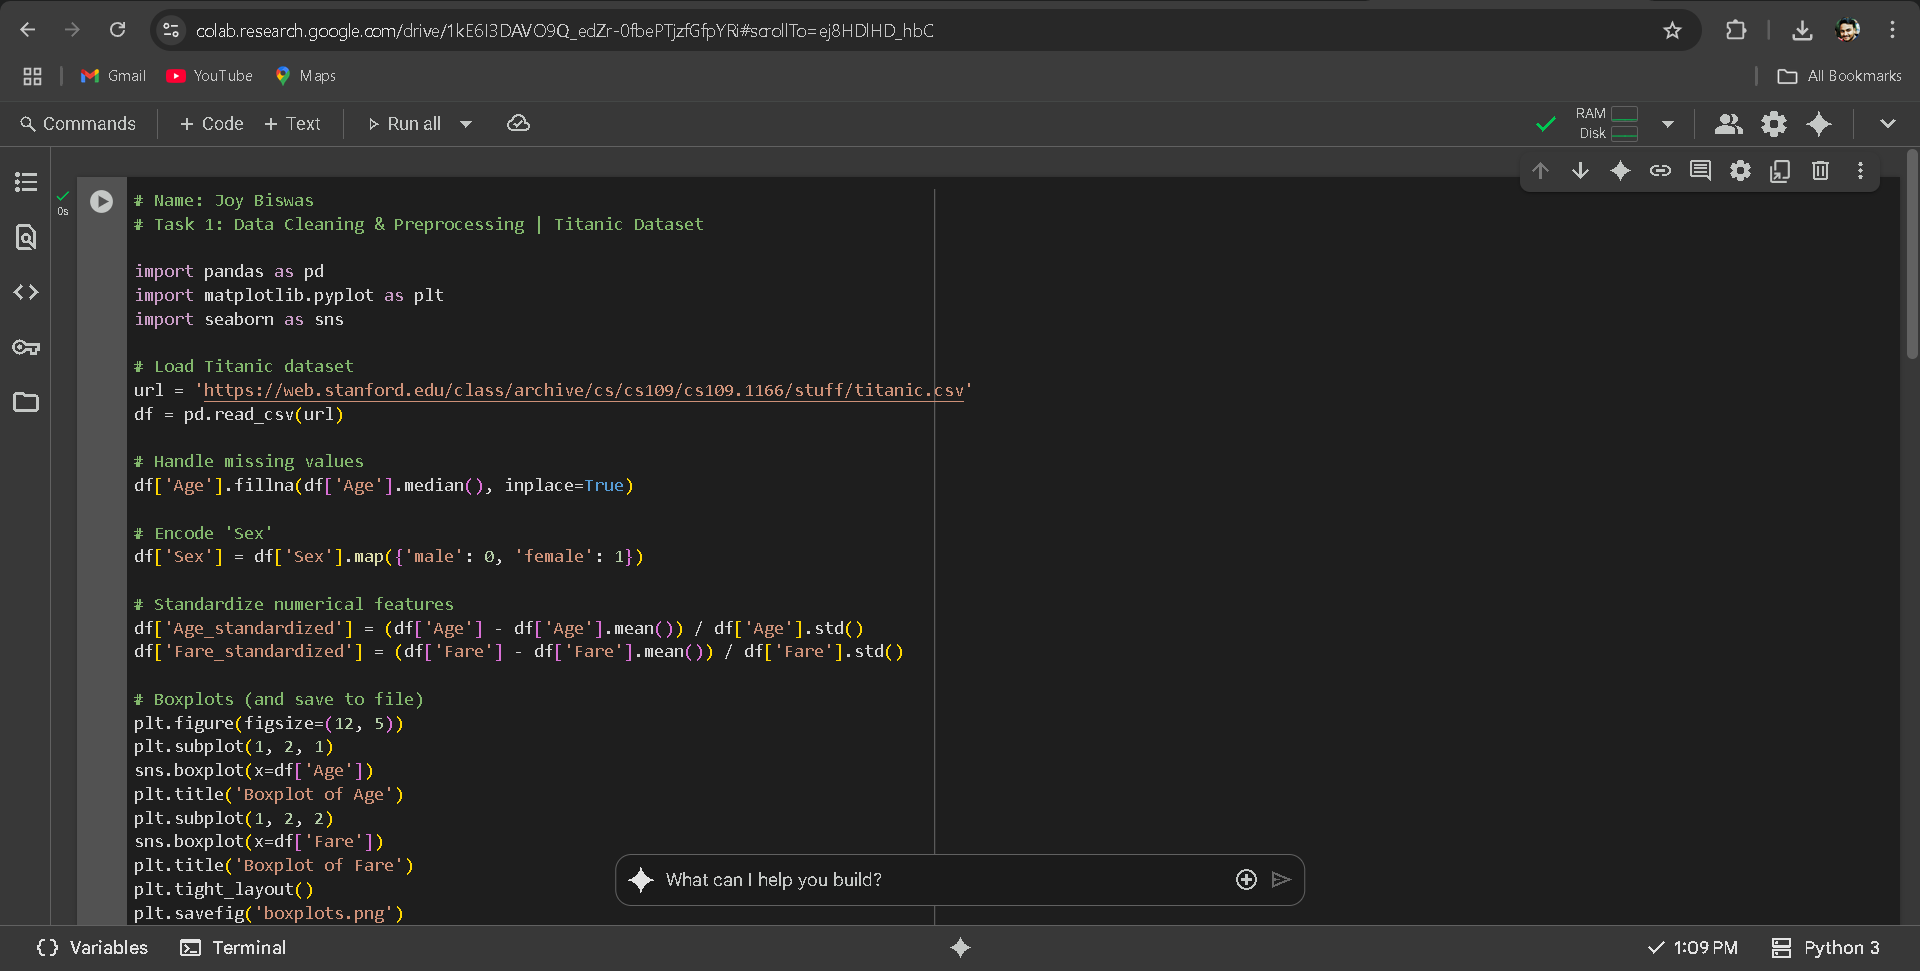 colab.research.google.com/drive/1kE6I3DAVO9Q_edZr-0fbePTjzfGfpYRi#scrollTo=ej8HDlHD_hbC
Gmail YouTube Maps All Bookmarks
Commands + Code + Text Run all RAM
Disk
0s
# Name: Joy Biswas
# Task 1: Data Cleaning & Preprocessing | Titanic Dataset
import pandas as pd
import matplotlib.pyplot as plt
import seaborn as sns
# Load Titanic dataset
url = 'https://web.stanford.edu/class/archive/cs/cs109/cs109.1166/stuff/titanic.csv'
df = pd.read_csv(url)
# Handle missing values
df['Age'].fillna(df['Age'].median(), inplace=True)
# Encode 'Sex'
df['Sex'] = df['Sex'].map({'male': 0, 'female': 1})
# Standardize numerical features
df['Age_standardized'] = (df['Age'] - df['Age'].mean()) / df['Age'].std()
df['Fare_standardized'] = (df['Fare'] - df['Fare'].mean()) / df['Fare'].std()
# Boxplots (and save to file)
plt.figure(figsize=(12, 5))
plt.subplot(1, 2, 1)
sns.boxplot(x=df['Age'])
plt.title('Boxplot of Age')
plt.subplot(1, 2, 2)
sns.boxplot(x=df['Fare'])
plt.title('Boxplot of Fare')
plt.tight_layout()
plt.savefig('boxplots.png')
What can I help you build?
Variables Terminal 1:09 PM Python 3